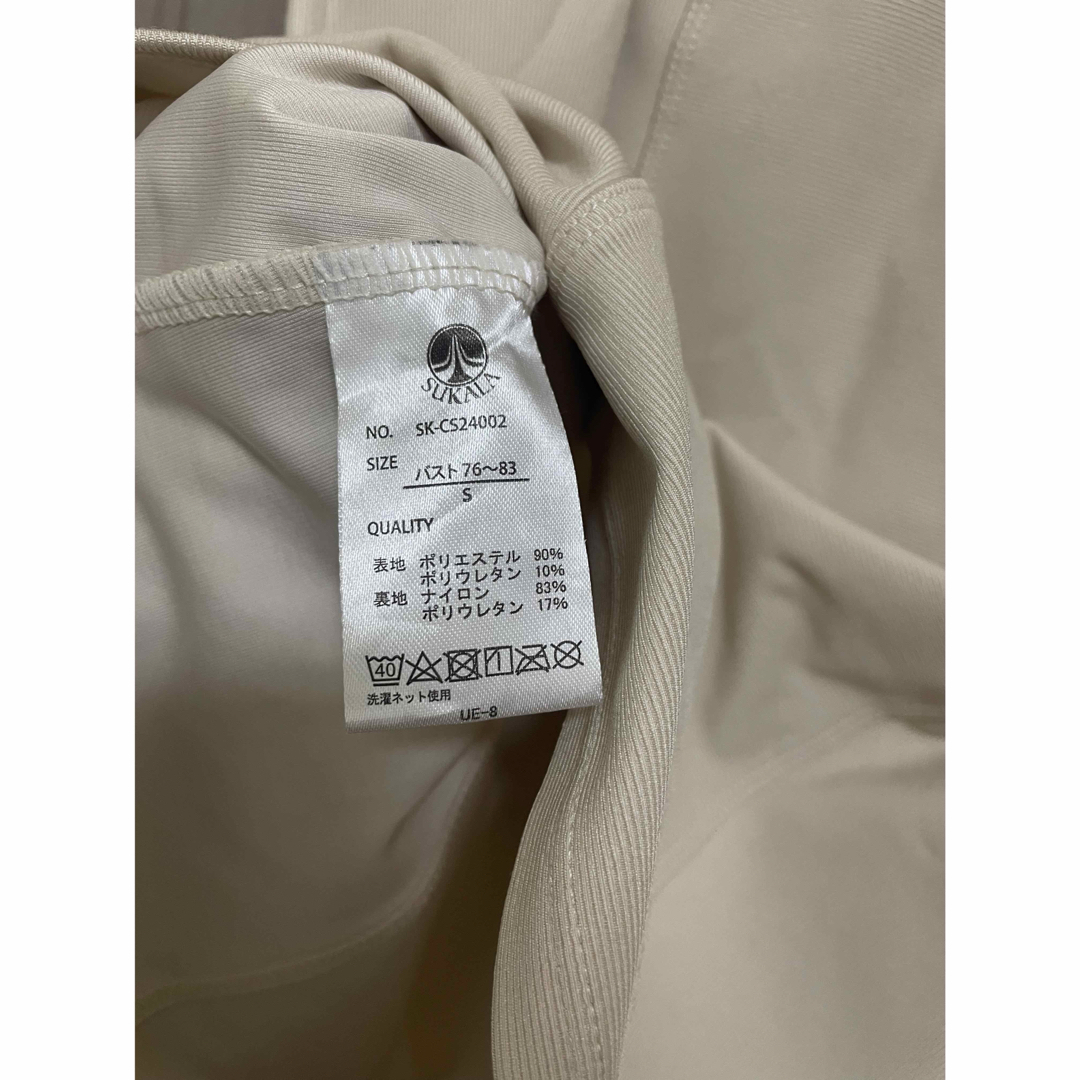 SUKALA
NO. SK-CS24002
SIZE バスト 76～83
S
QUALITY
表地 ポリエステル 90%
ポリウレタン 10%
裏地 ナイロン 83%
ポリウレタン 17%
40
洗濯ネット使用
UE-8